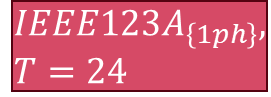 IEEE123A_{1ph},
T = 24